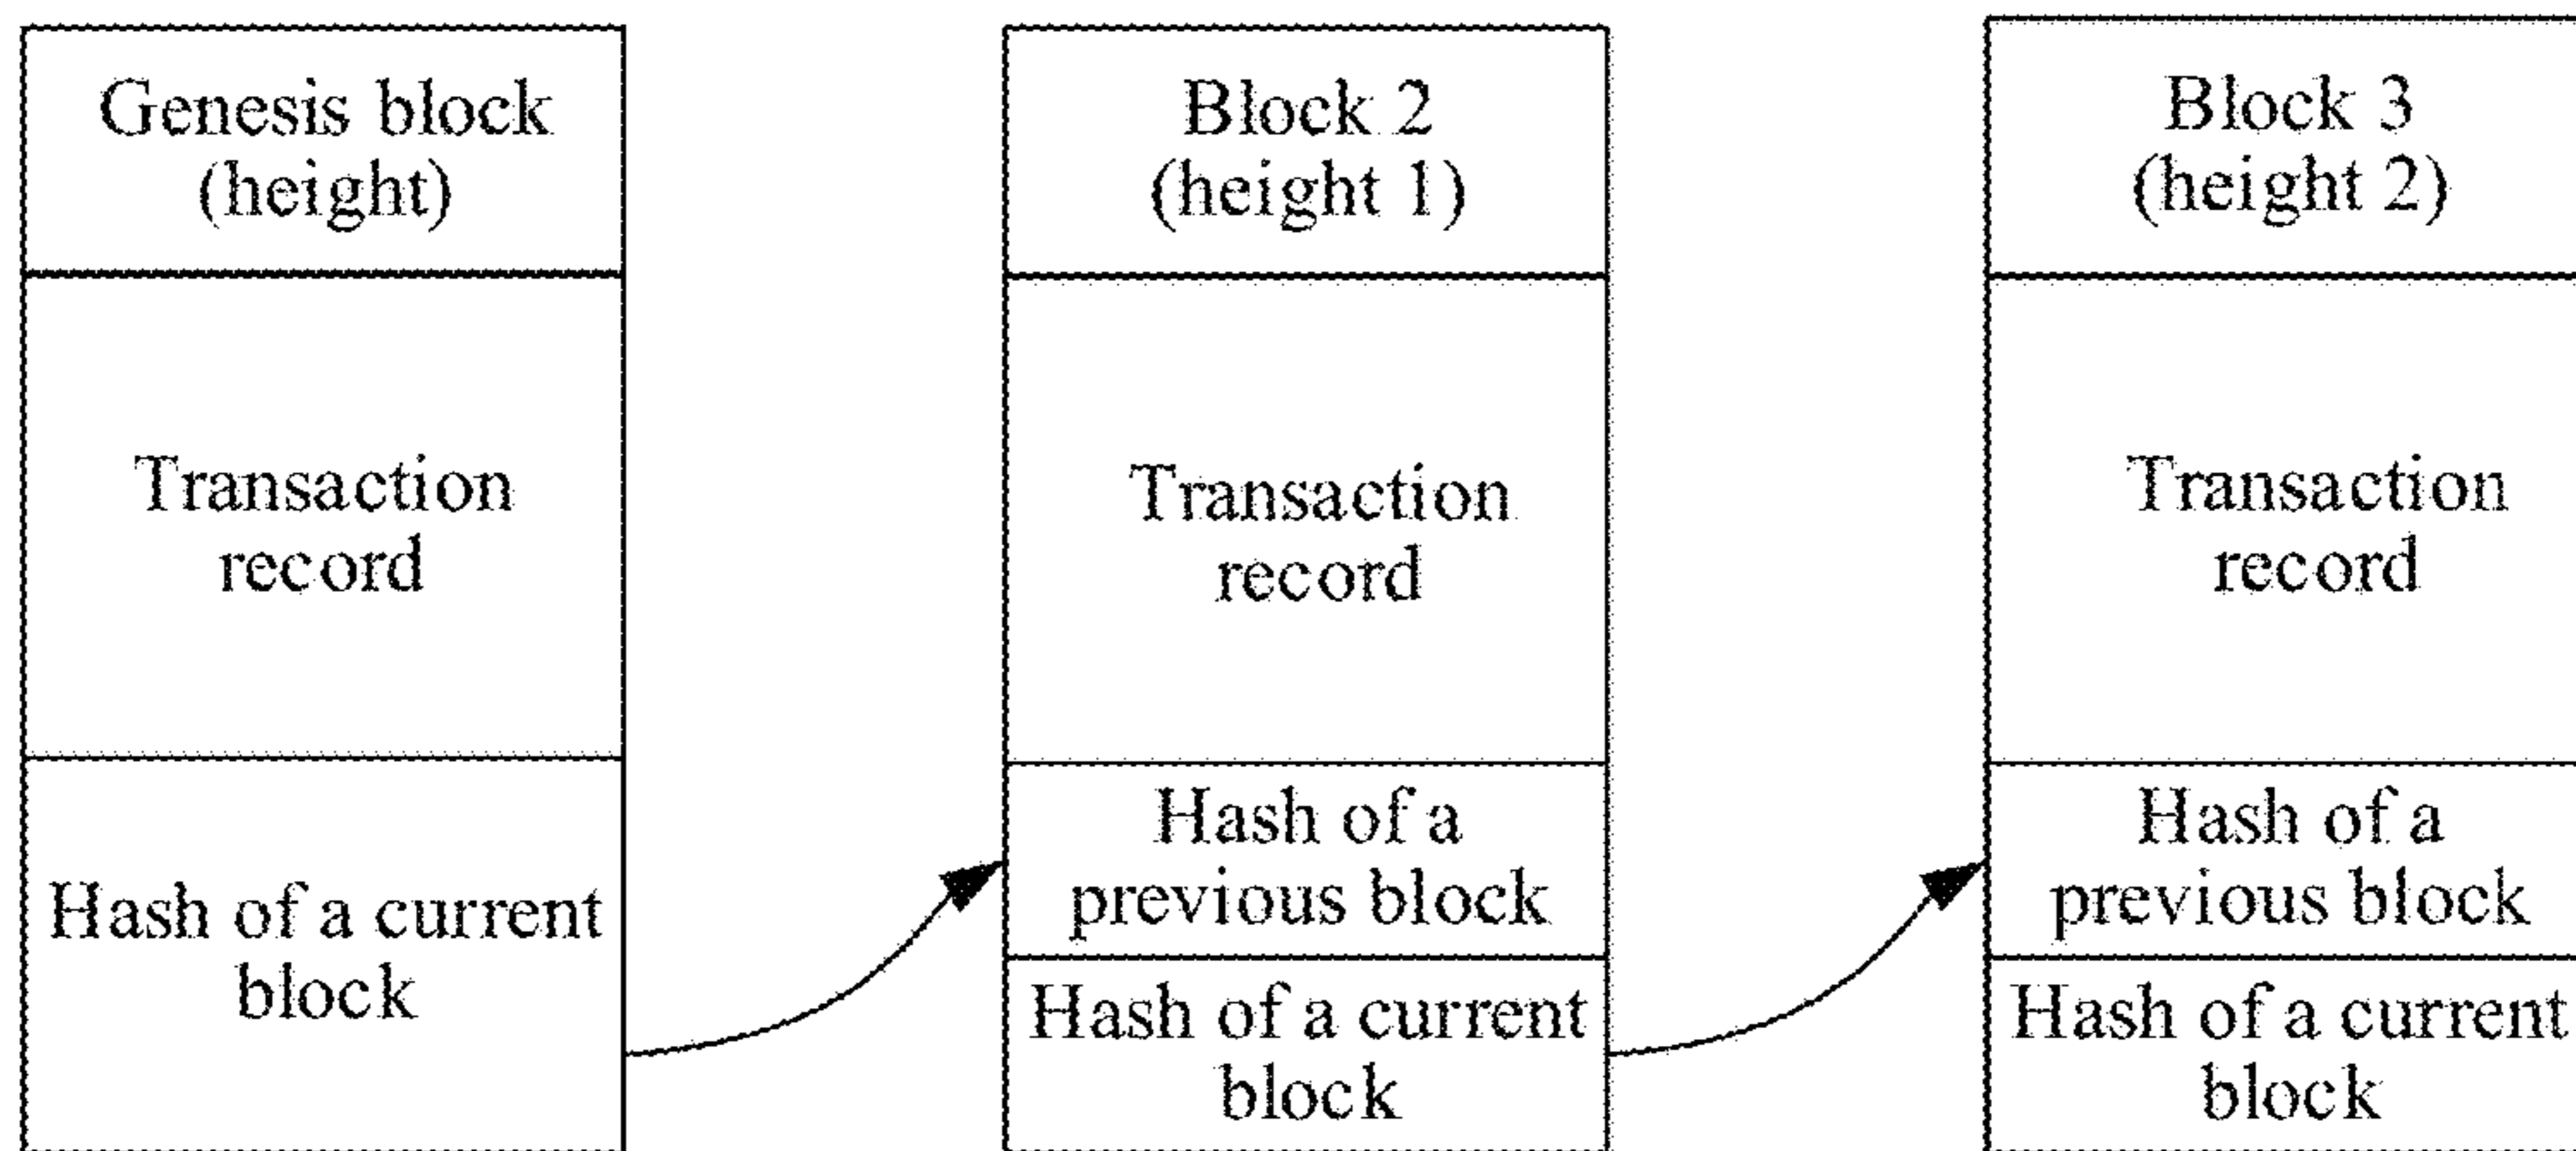 Genesis block
(height)
Transaction
record
Hash of a current
block
Block 2
(height 1)
Transaction
record
Hash of a
previous block
Hash of a current
block
Block 3
(height 2)
Transaction
record
Hash of a
previous block
Hash of a current
block